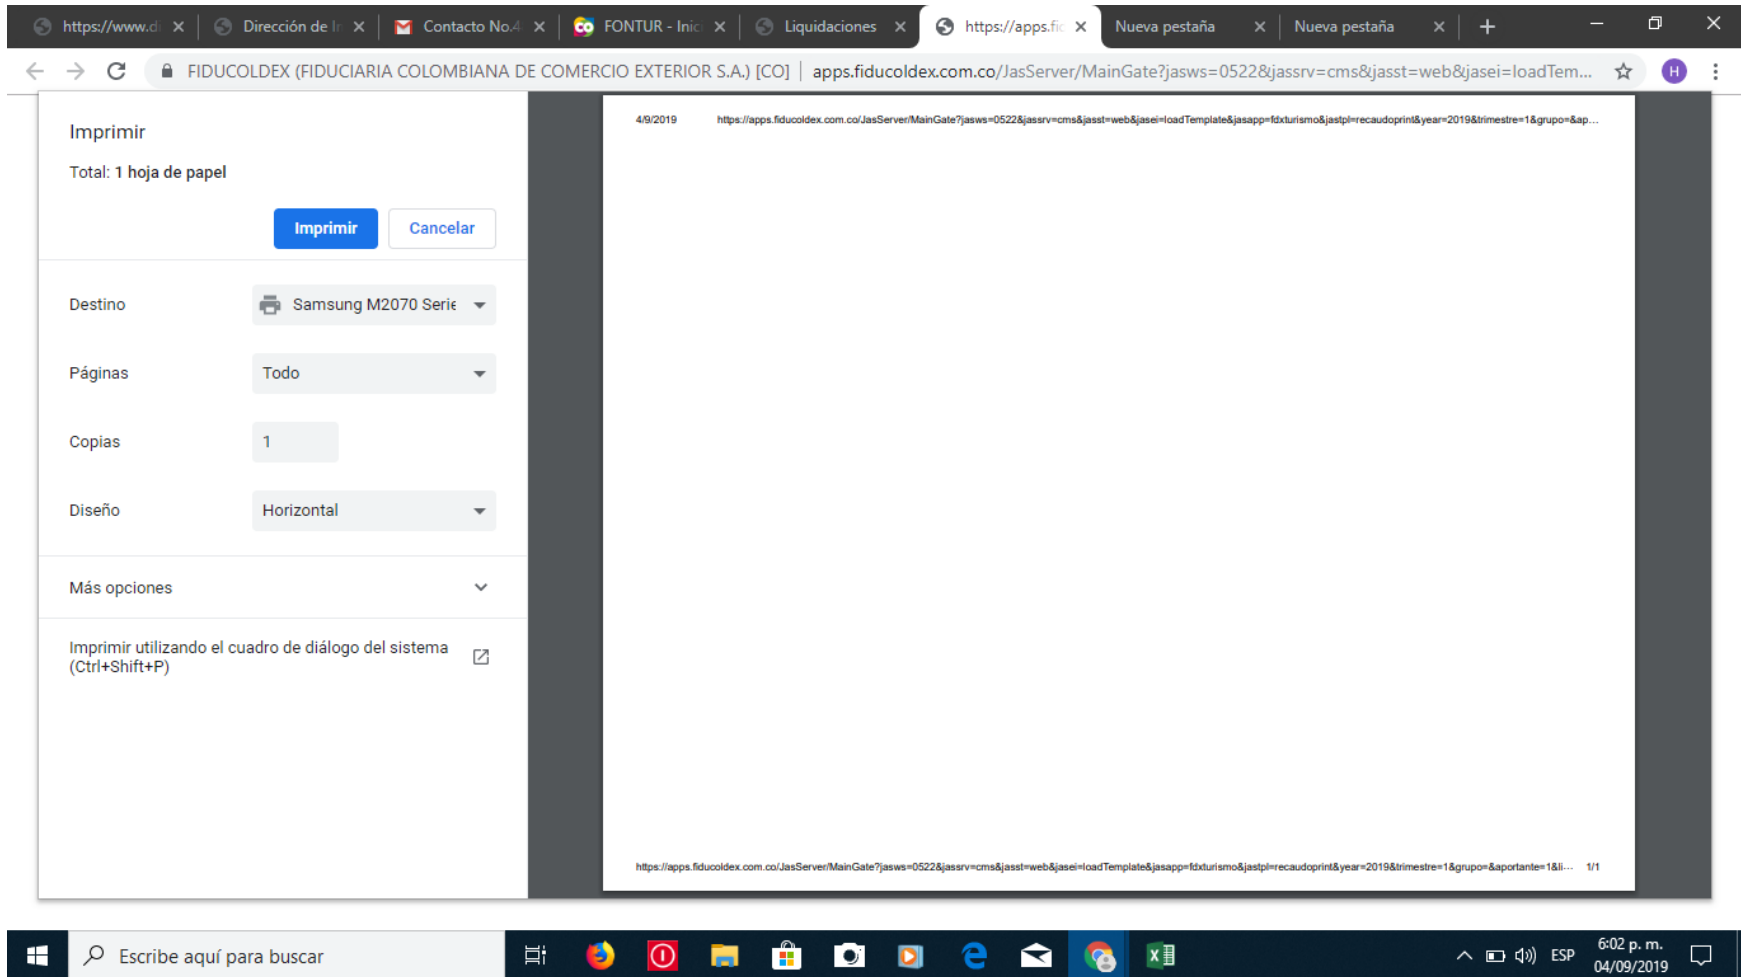 https://www.di
Dirección de In
Contacto No.4
FONTUR - Inic
Liquidaciones
https://apps.fic
Nueva pestaña
Nueva pestaña
FIDUCOLDEX (FIDUCIARIA COLOMBIANA DE COMERCIO EXTERIOR S.A.) [CO] | apps.fiducoldex.com.co/JasServer/MainGate?jasws=0522&jassrv=cms&jasst=web&jasei=loadTem...
H
Imprimir
Total: 1 hoja de papel
Imprimir
Cancelar
Destino
Samsung M2070 Serie
Páginas
Todo
Copias
1
Diseño
Horizontal
Más opciones
Imprimir utilizando el cuadro de diálogo del sistema
(Ctrl+Shift+P)
4/9/2019
https://apps.fiducoldex.com.co/JasServer/MainGate?jasws=0522&jassrv=cms&jasst=web&jasei=loadTemplate&jasapp=fdxturismo&jastpl=recaudoprint&year=2019&trimestre=1&grupo=&ap…
https://apps.fiducoldex.com.co/JasServer/MainGate?jasws=0522&jassrv=cms&jasst=web&jasei=loadTemplate&jasapp=fdxturismo&jastpl=recaudoprint&year=2019&trimestre=1&grupo=&aportante=1&li…
1/1
Escribe aquí para buscar
ESP
6:02 p. m.
04/09/2019